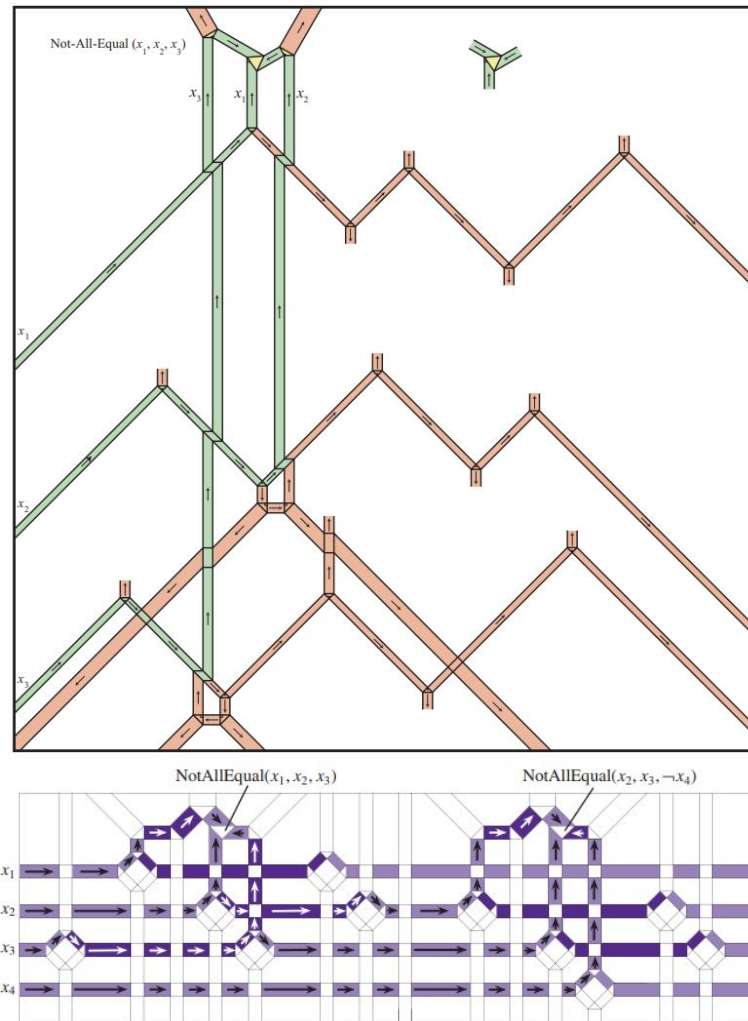 Not-All-Equal (x₁, x₂, x₃)
x₃ x₁ x₂
x₁
x₂
x₃
NotAllEqual(x₁, x₂, x₃) NotAllEqual(x₂, x₃, ¬x₄)
x₁
x₂
x₃
x₄